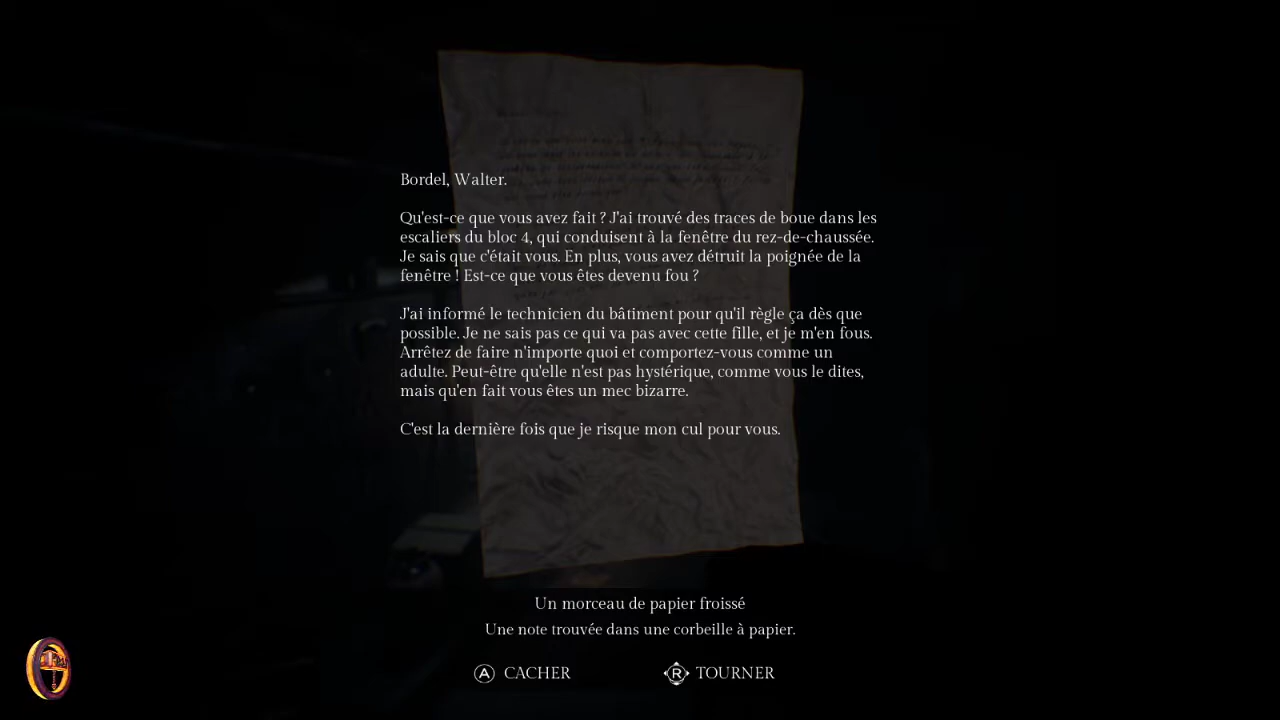 Bordel, Walter.
Qu'est-ce que vous avez fait ? J'ai trouvé des traces de boue dans les
escaliers du bloc 4, qui conduisent à la fenêtre du rez-de-chaussée.
Je sais que c'était vous. En plus, vous avez détruit la poignée de la
fenêtre ! Est-ce que vous êtes devenu fou ?
J'ai informé le technicien du bâtiment pour qu'il règle ça dès que
possible. Je ne sais pas ce qui va pas avec cette fille, et je m'en fous.
Arrêtez de faire n'importe quoi et comportez-vous comme un
adulte. Peut-être qu'elle n'est pas hystérique, comme vous le dites,
mais qu'en fait vous êtes un mec bizarre.
C'est la dernière fois que je risque mon cul pour vous.
Un morceau de papier froissé
Une note trouvée dans une corbeille à papier.
A CACHER
R TOURNER